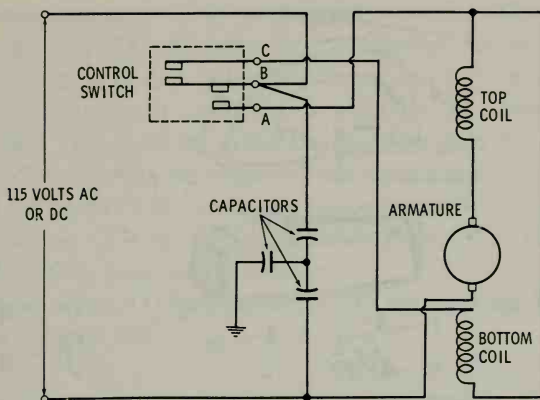 CONTROL
SWITCH
C
B
A
TOP
COIL
115 VOLTS AC
OR DC
CAPACITORS
ARMATURE
BOTTOM
COIL